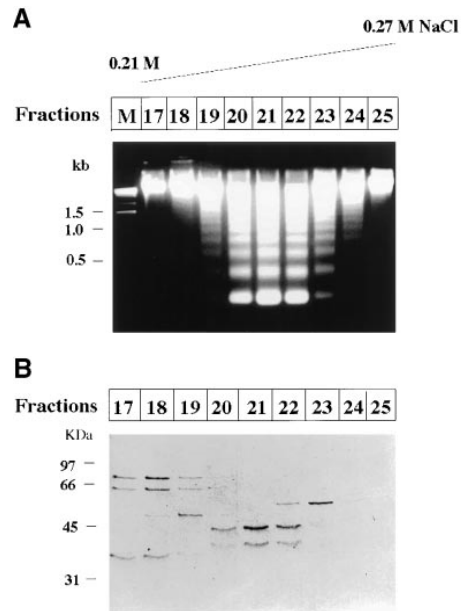 A
0.27 M NaCl
0.21 M
Fractions M 17 18 19 20 21 22 23 24 25
kb
1.5
1.0
0.5
B
Fractions 17 18 19 20 21 22 23 24 25
KDa
97
66
45
31